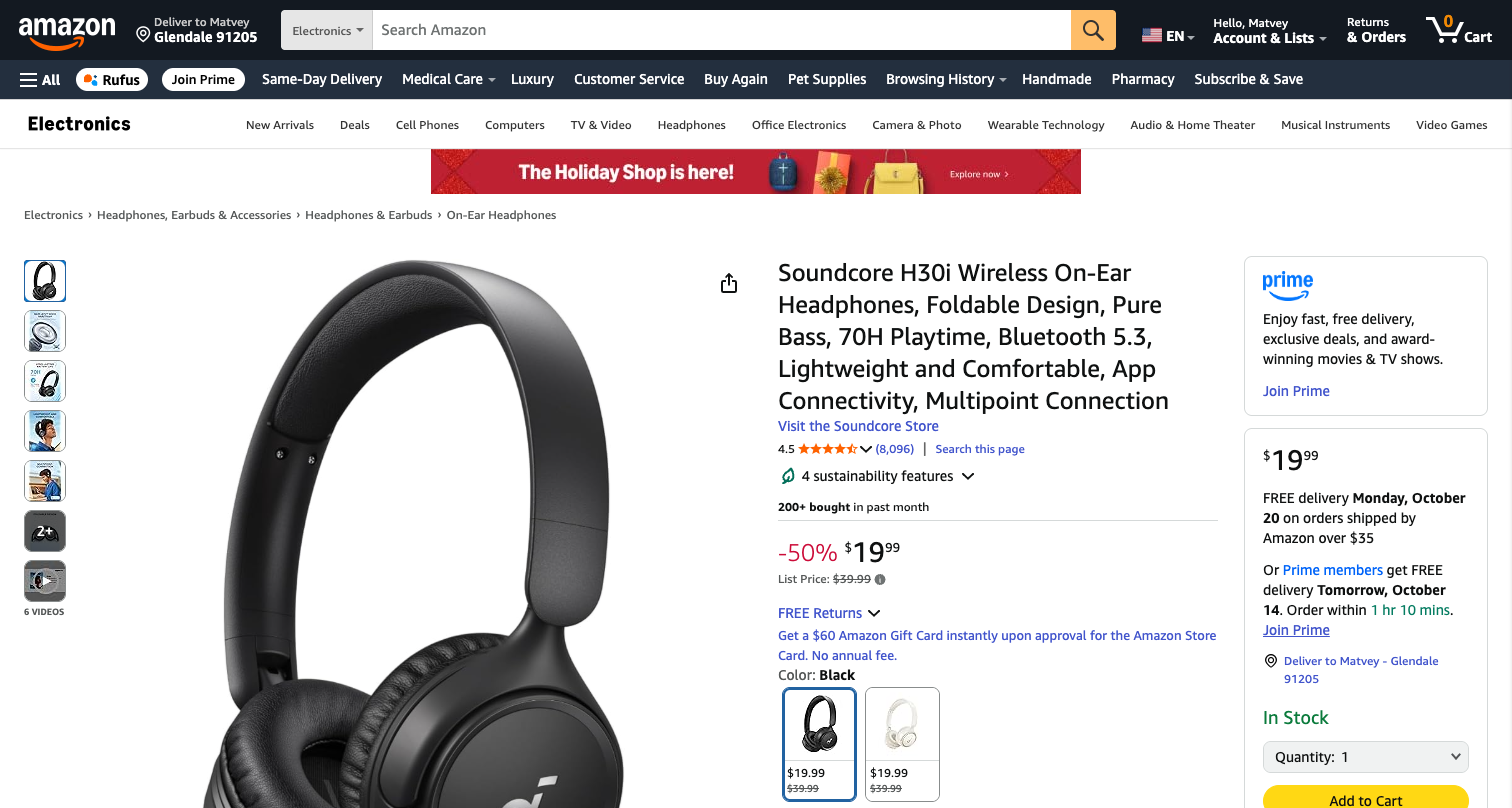 amazon
Deliver to Matvey
Glendale 91205
Electronics
Search Amazon
EN
Hello, Matvey
Account & Lists
Returns
& Orders
0
Cart
All
Rufus
Join Prime
Same-Day Delivery
Medical Care
Luxury
Customer Service
Buy Again
Pet Supplies
Browsing History
Handmade
Pharmacy
Subscribe & Save
Electronics
New Arrivals
Deals
Cell Phones
Computers
TV & Video
Headphones
Office Electronics
Camera & Photo
Wearable Technology
Audio & Home Theater
Musical Instruments
Video Games
The Holiday Shop is here!
Explore now ›
Electronics › Headphones, Earbuds & Accessories › Headphones & Earbuds › On-Ear Headphones
70H
2+
6 VIDEOS
Soundcore H30i Wireless On-Ear
Headphones, Foldable Design, Pure
Bass, 70H Playtime, Bluetooth 5.3,
Lightweight and Comfortable, App
Connectivity, Multipoint Connection
Visit the Soundcore Store
4.5 (8,096) | Search this page
4 sustainability features
200+ bought in past month
-50% $19 99
List Price: $39.99
FREE Returns
Get a $60 Amazon Gift Card instantly upon approval for the Amazon Store
Card. No annual fee.
Color: Black
$19.99
$39.99
$19.99
$39.99
prime
Enjoy fast, free delivery,
exclusive deals, and award-
winning movies & TV shows.
Join Prime
$19 99
FREE delivery Monday, October
20 on orders shipped by
Amazon over $35
Or Prime members get FREE
delivery Tomorrow, October
14. Order within 1 hr 10 mins.
Join Prime
Deliver to Matvey - Glendale
91205
In Stock
Quantity: 1
Add to Cart